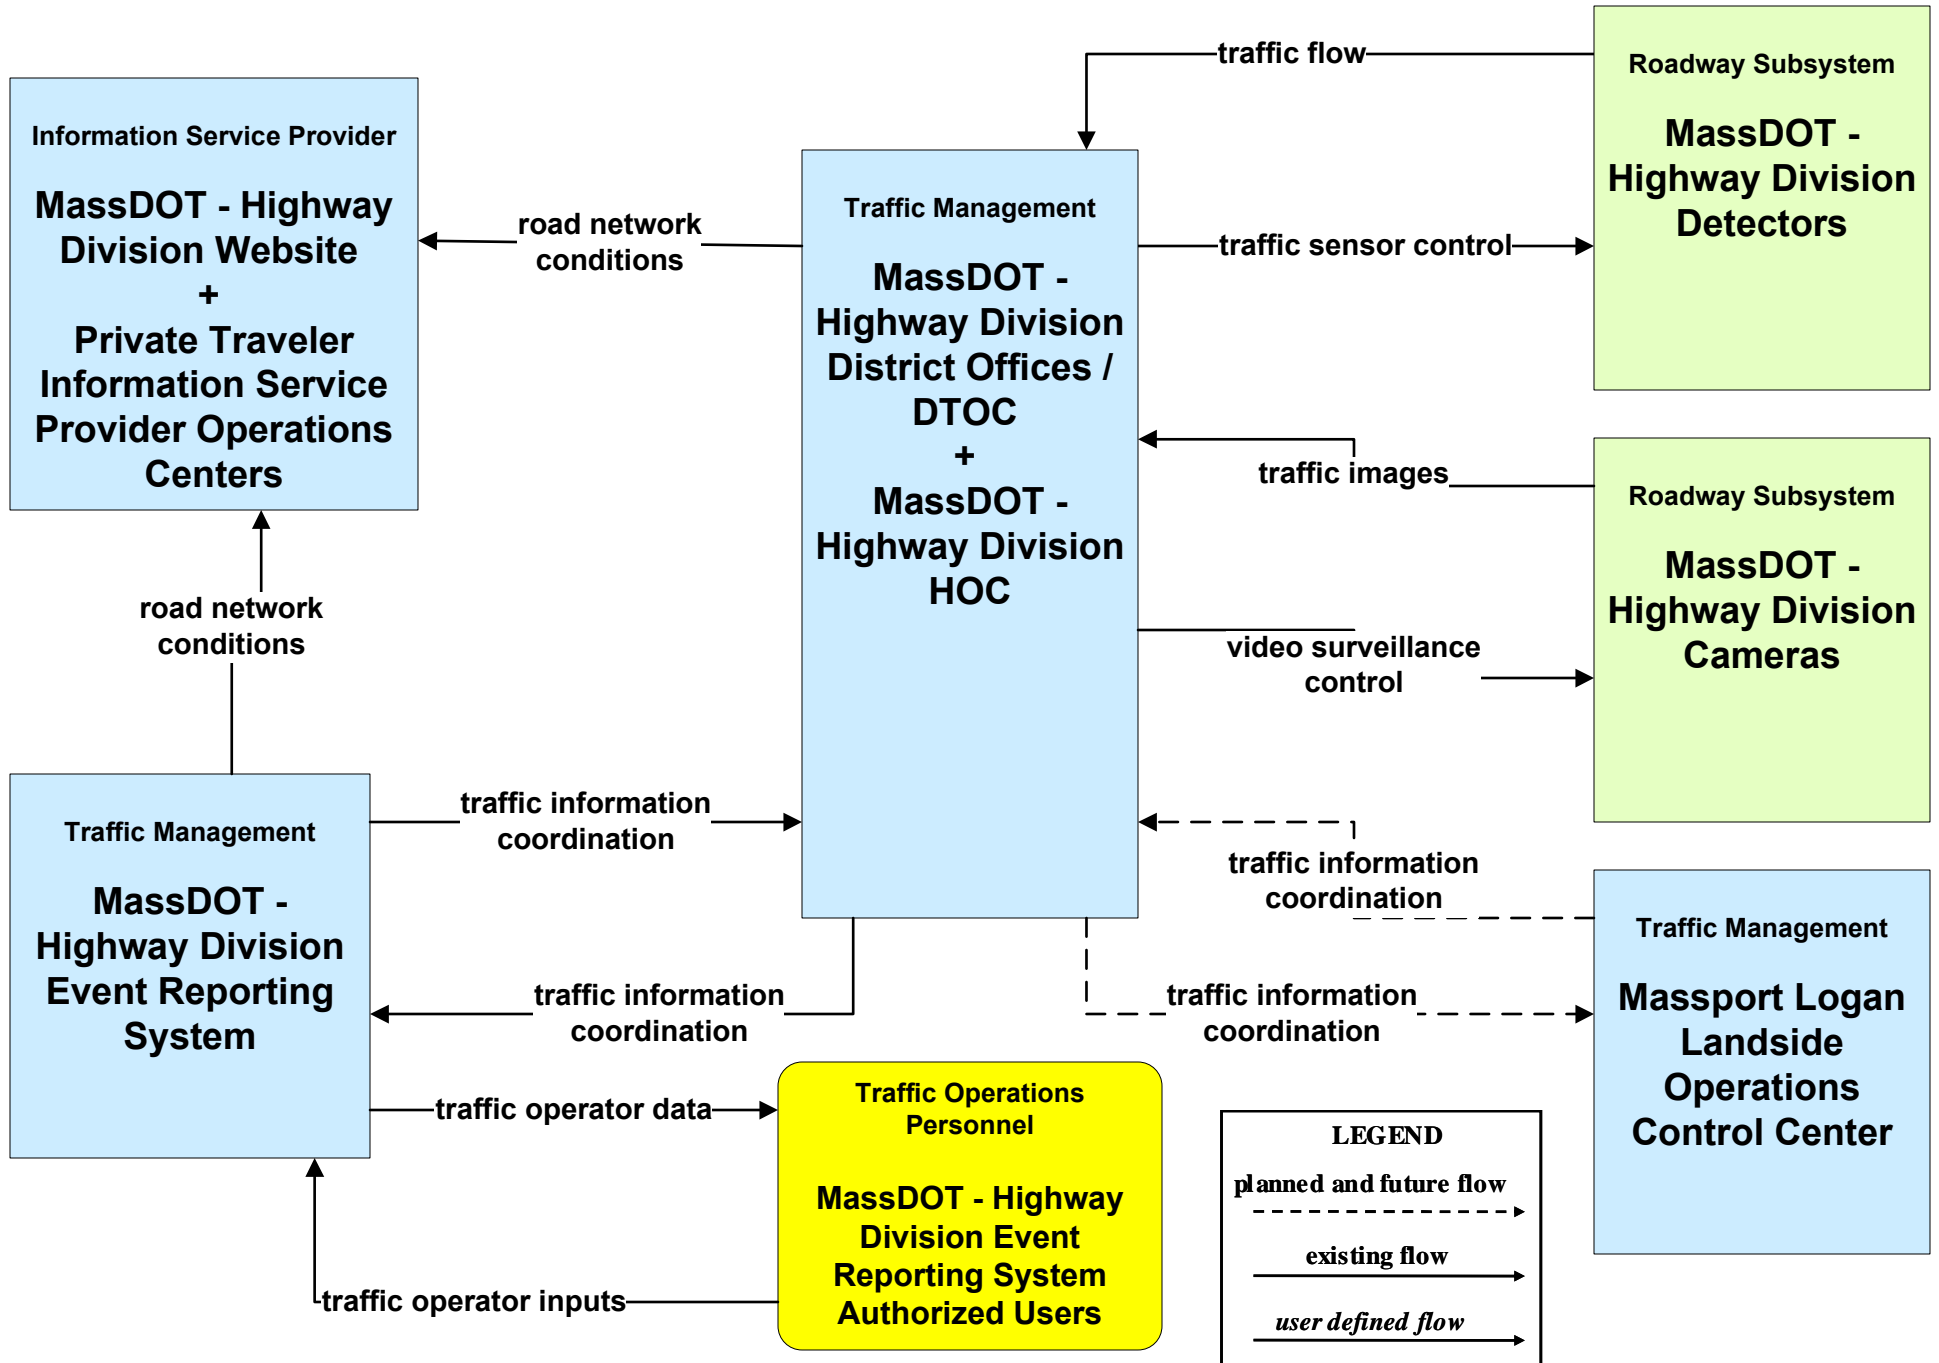 traffic flow
Roadway Subsystem
MassDOT -
Highway Division
Detectors
Information Service Provider
MassDOT - Highway
Division Website
+
Private Traveler
Information Service
Provider Operations
Centers
road network
conditions
Traffic Management
MassDOT -
Highway Division
District Offices /
DTOC
+
MassDOT -
Highway Division
HOC
traffic sensor control
traffic images
Roadway Subsystem
MassDOT -
Highway Division
Cameras
video surveillance
control
road network
conditions
Traffic Management
MassDOT -
Highway Division
Event Reporting
System
traffic information
coordination
traffic information
coordination
traffic information
coordination
traffic information
coordination
Traffic Management
Massport Logan
Landside
Operations
Control Center
traffic operator data
Traffic Operations
Personnel
MassDOT - Highway
Division Event
Reporting System
Authorized Users
traffic operator inputs
LEGEND
planned and future flow
existing flow
user defined flow